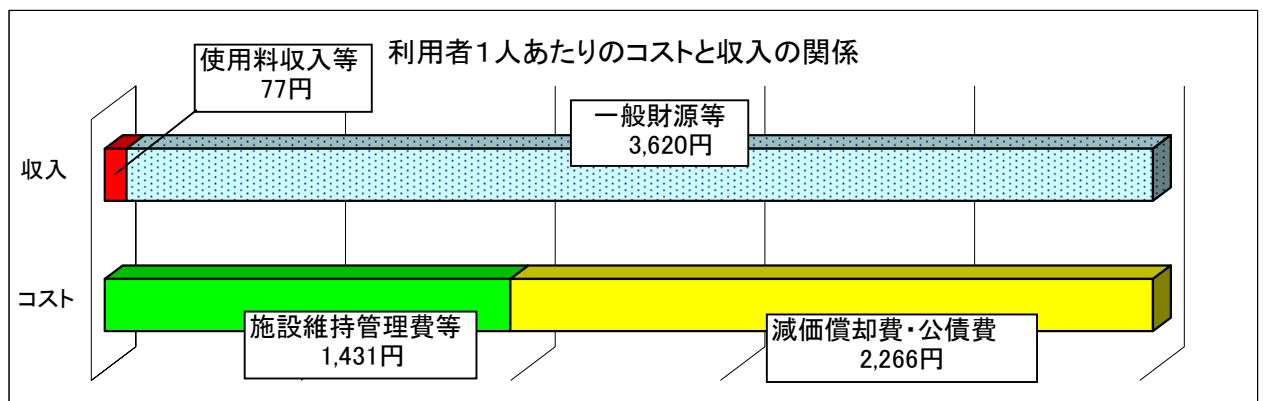 利用者1人あたりのコストと収入の関係
使用料収入等
77円
一般財源等
3,620円
収入
コスト
施設維持管理費等
1,431円
減価償却費・公債費
2,266円